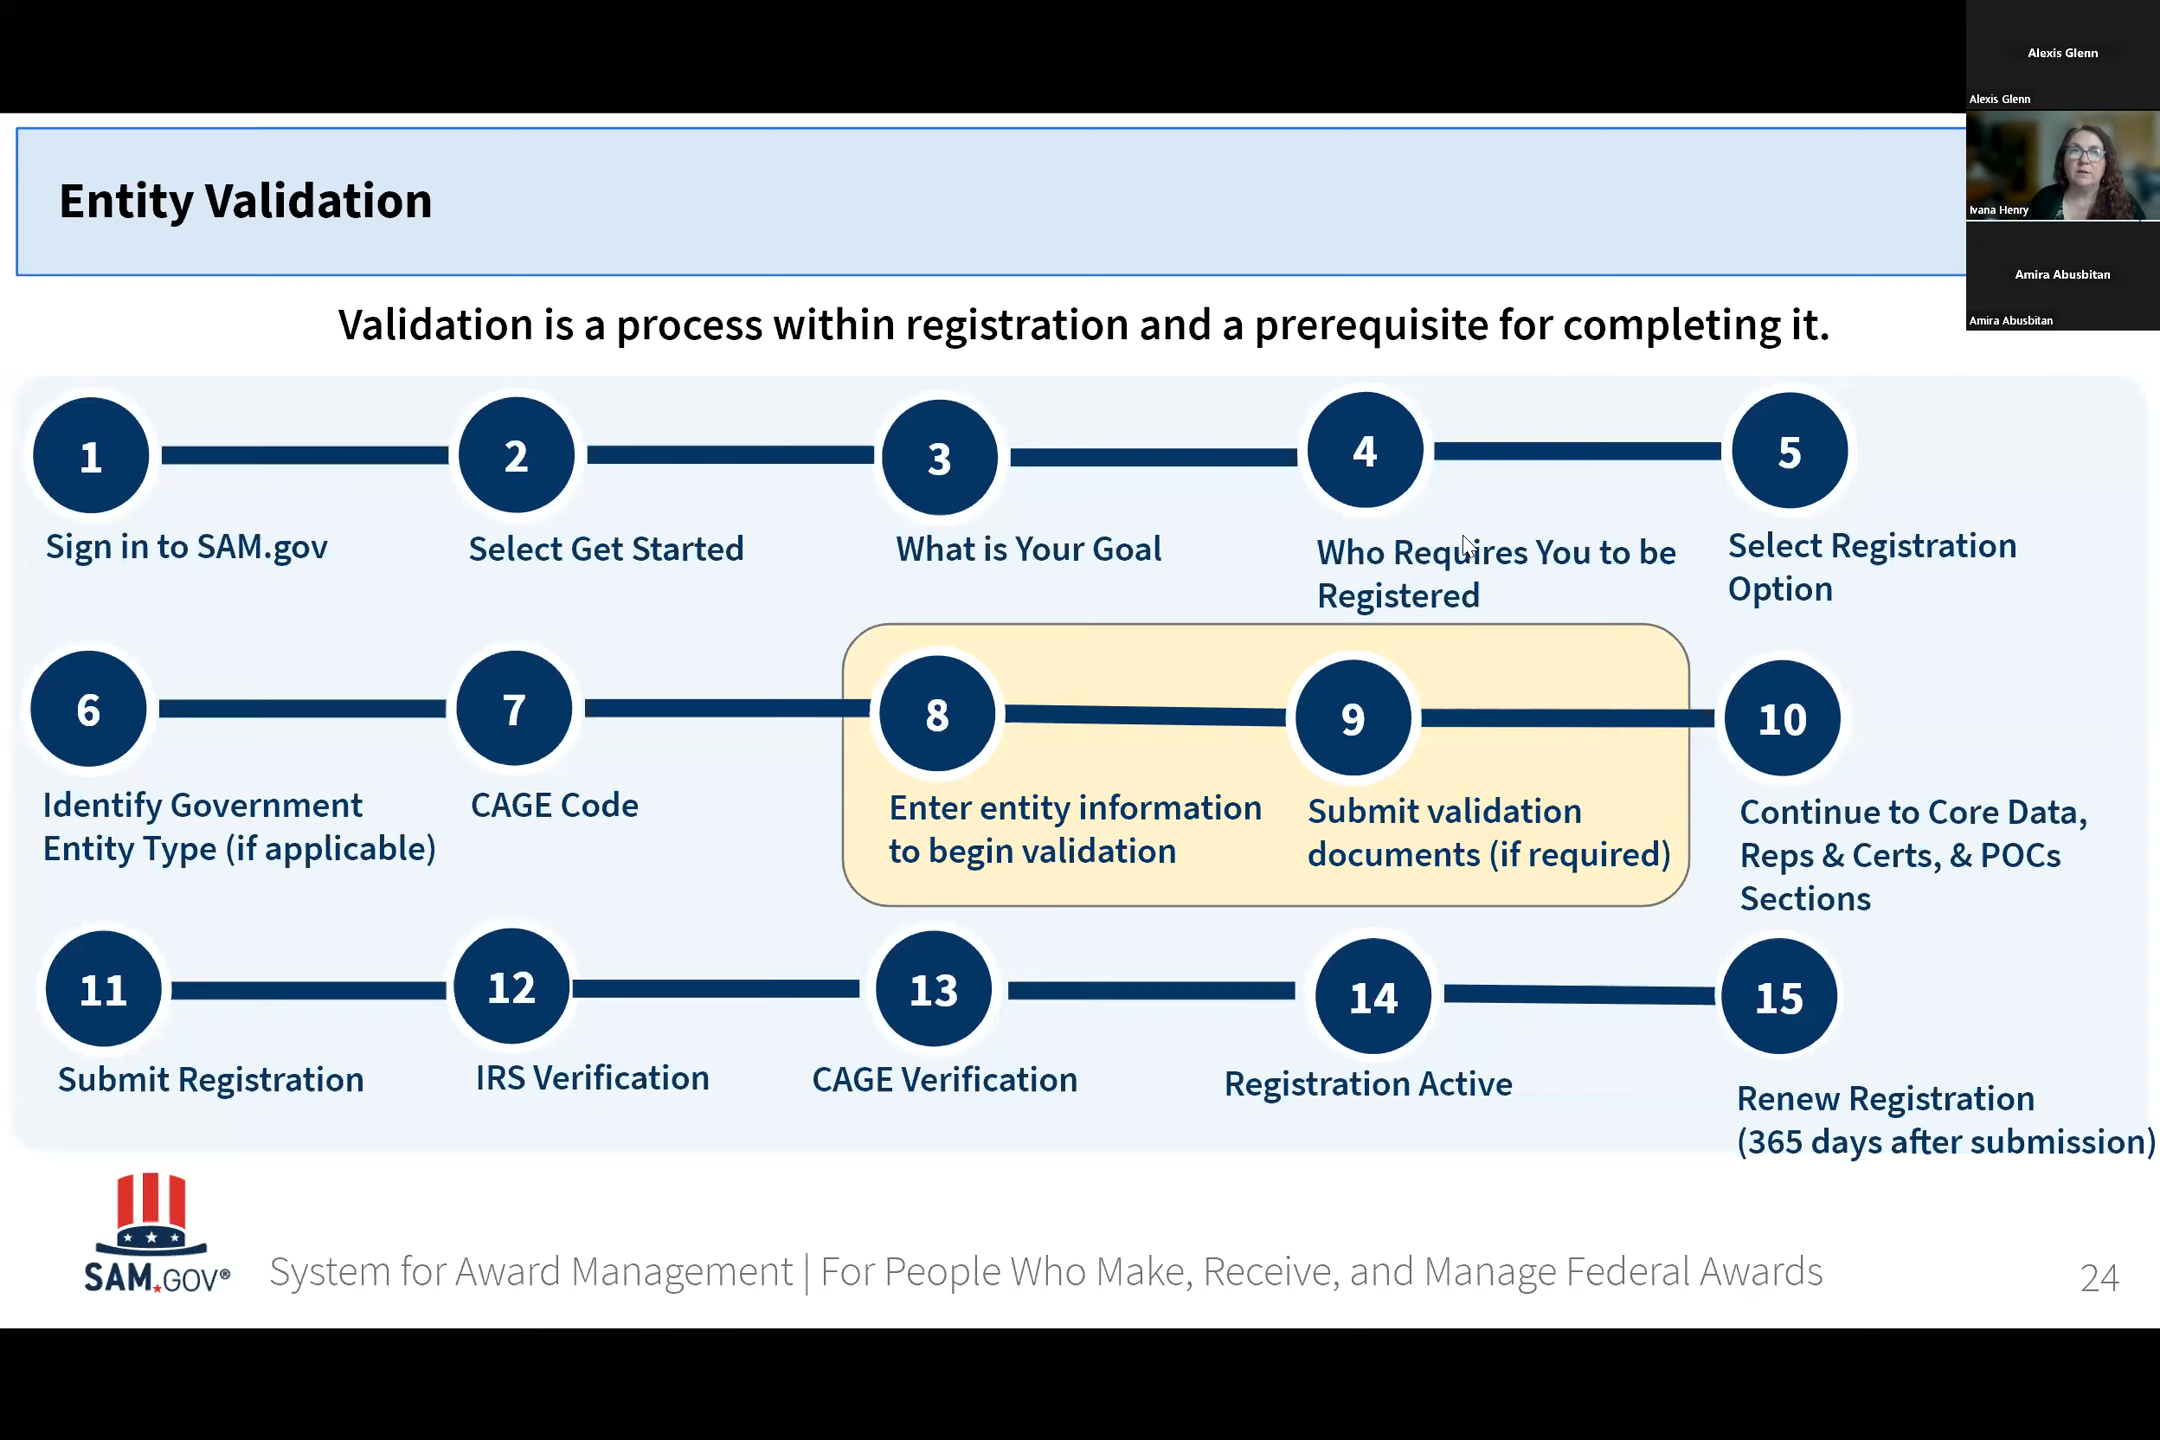 Alexis Glenn
Alexis Glenn
Entity Validation
Ivana Henry
Amira Abusbitan
Amira Abusbitan
Validation is a process within registration and a prerequisite for completing it.
1
2
3
4
5
Sign in to SAM.gov
Select Get Started
What is Your Goal
Who Requires You to be
Registered
Select Registration
Option
6
7
8
9
10
Identify Government
Entity Type (if applicable)
CAGE Code
Enter entity information
to begin validation
Submit validation
documents (if required)
Continue to Core Data,
Reps & Certs, & POCs
Sections
11
12
13
14
15
Submit Registration
IRS Verification
CAGE Verification
Registration Active
Renew Registration
(365 days after submission)
SAM.GOV®
System for Award Management | For People Who Make, Receive, and Manage Federal Awards
24